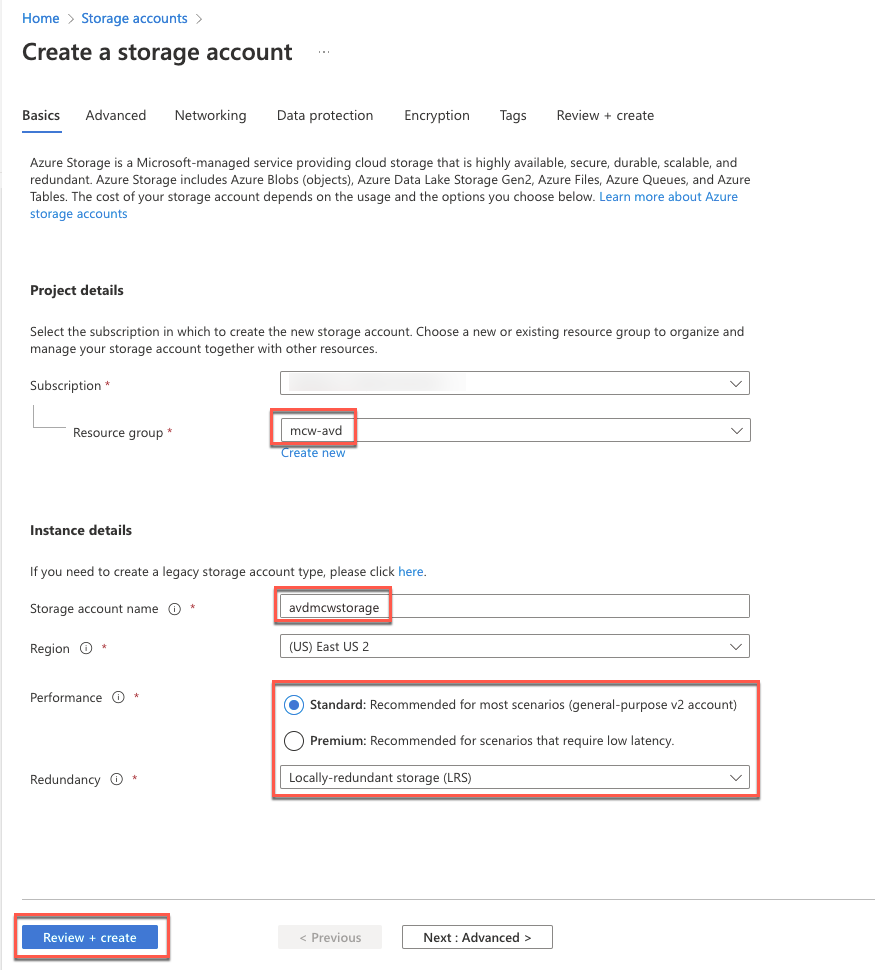 Home > Storage accounts >
Create a storage account ...
Basics Advanced Networking Data protection Encryption Tags Review + create
Azure Storage is a Microsoft-managed service providing cloud storage that is highly available, secure, durable, scalable, and
redundant. Azure Storage includes Azure Blobs (objects), Azure Data Lake Storage Gen2, Azure Files, Azure Queues, and Azure
Tables. The cost of your storage account depends on the usage and the options you choose below. Learn more about Azure
storage accounts
Project details
Select the subscription in which to create the new storage account. Choose a new or existing resource group to organize and
manage your storage account together with other resources.
Subscription *
Resource group * mcw-avd
Create new
Instance details
If you need to create a legacy storage account type, please click here.
Storage account name * avdmcwstorage
Region * (US) East US 2
Performance * Standard: Recommended for most scenarios (general-purpose v2 account)
Premium: Recommended for scenarios that require low latency.
Redundancy * Locally-redundant storage (LRS)
Review + create < Previous Next : Advanced >